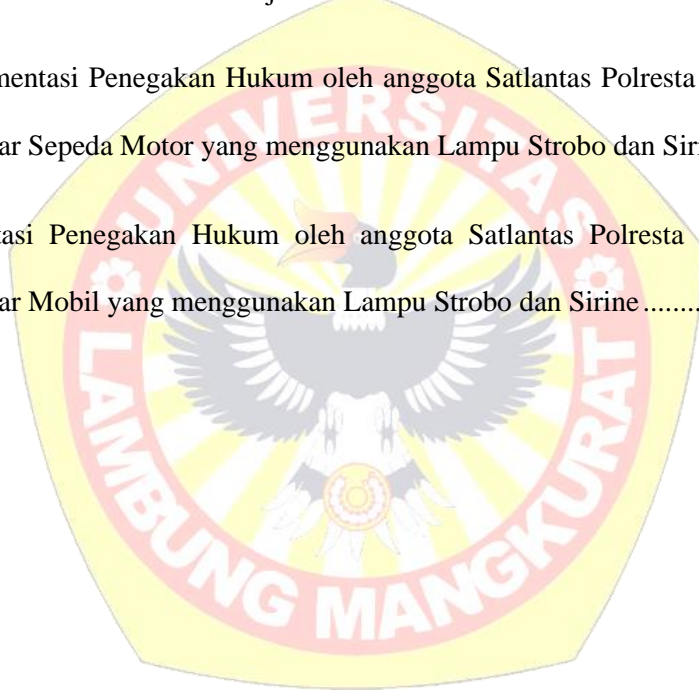 mentasi Penegakan Hukum oleh anggota Satlantas Polresta
ar Sepeda Motor yang menggunakan Lampu Strobo dan Siri
tasi Penegakan Hukum oleh anggota Satlantas Polresta
ar Mobil yang menggunakan Lampu Strobo dan Sirine........
UNIVERSITAS
LAMBUNG MANGKURAT